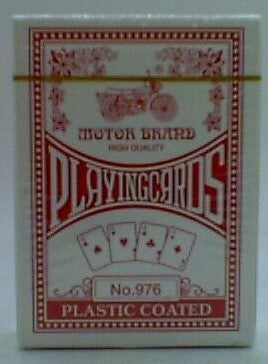 MOTOR BRAND
HIGH QUALITY
PLAYINGCARDS
No.976
PLASTIC COATED